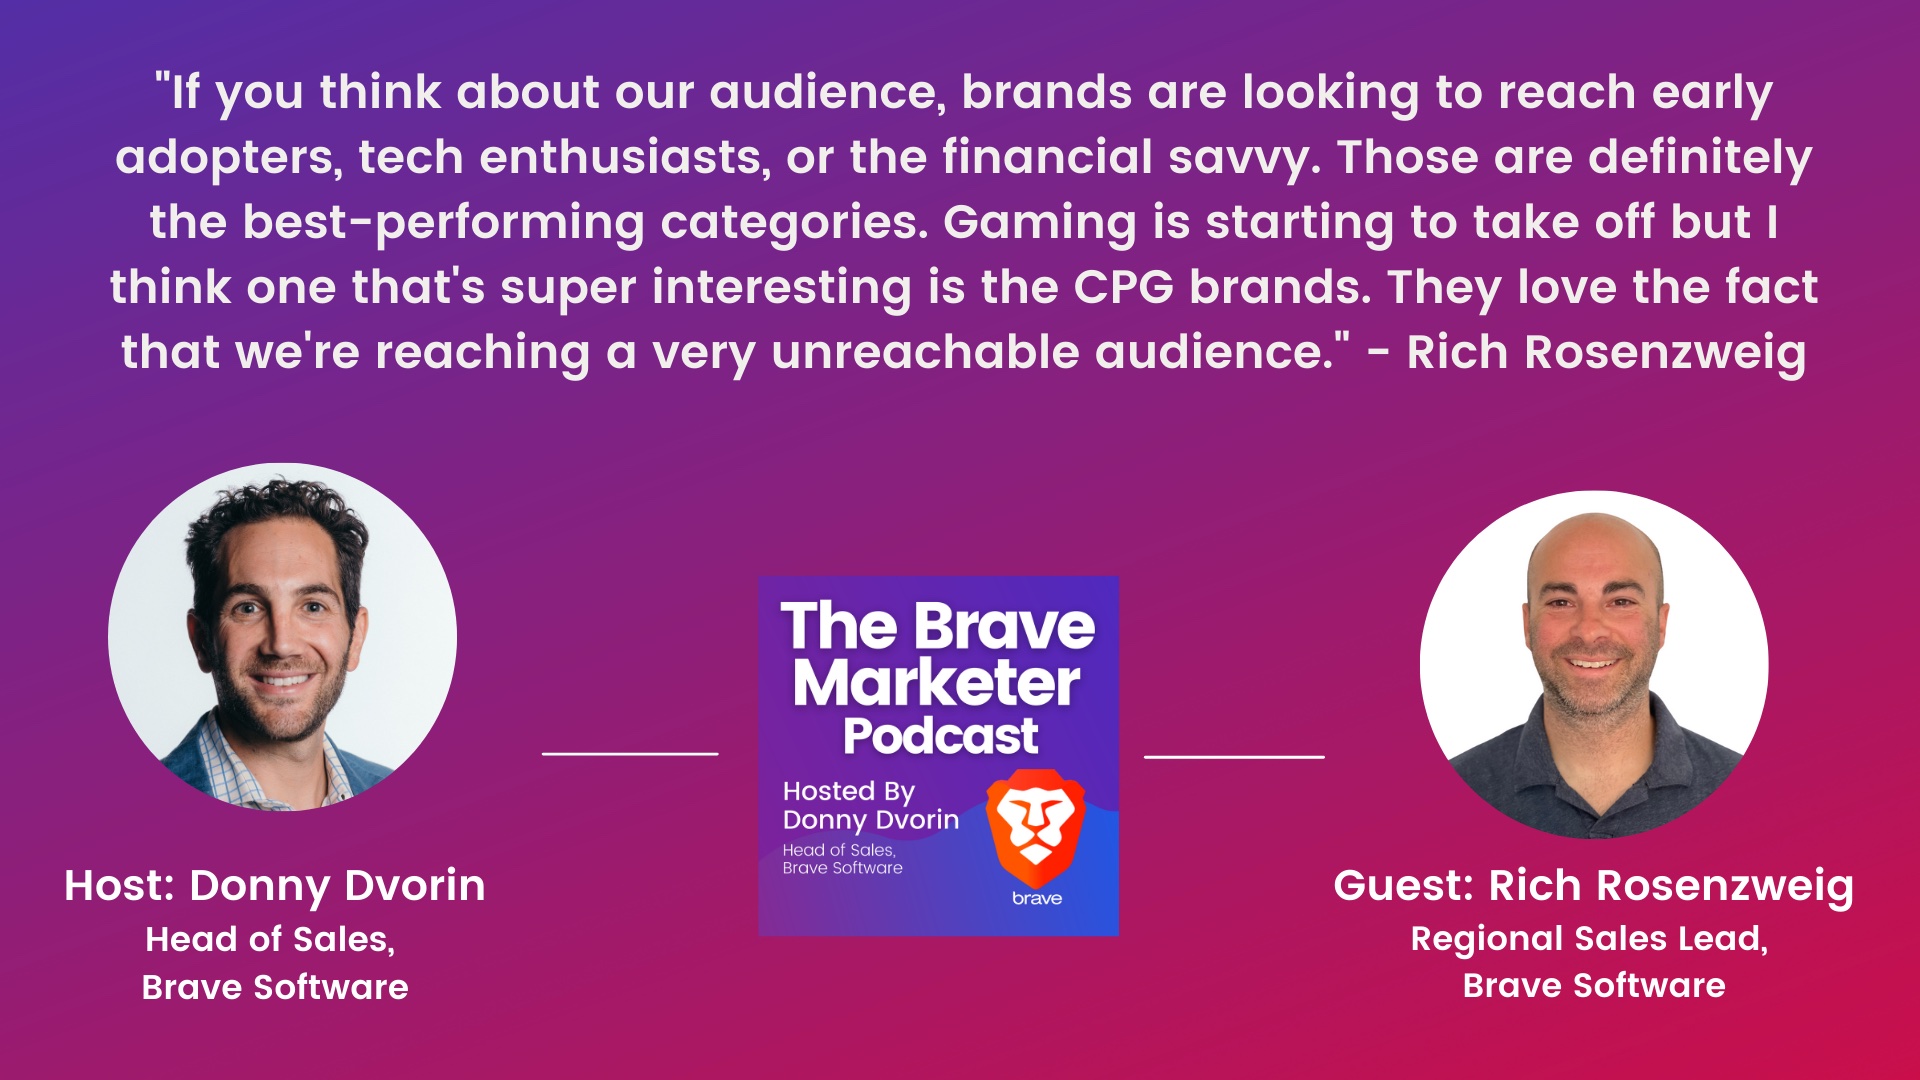 "If you think about our audience, brands are looking to reach early
adopters, tech enthusiasts, or the financial savvy. Those are definitely
the best-performing categories. Gaming is starting to take off but I
think one that's super interesting is the CPG brands. They love the fact
that we're reaching a very unreachable audience." - Rich Rosenzweig
Host: Donny Dvorin
Head of Sales,
Brave Software
The Brave
Marketer
Podcast
Hosted By
Donny Dvorin
Head of Sales,
Brave Software
brave
Guest: Rich Rosenzweig
Regional Sales Lead,
Brave Software